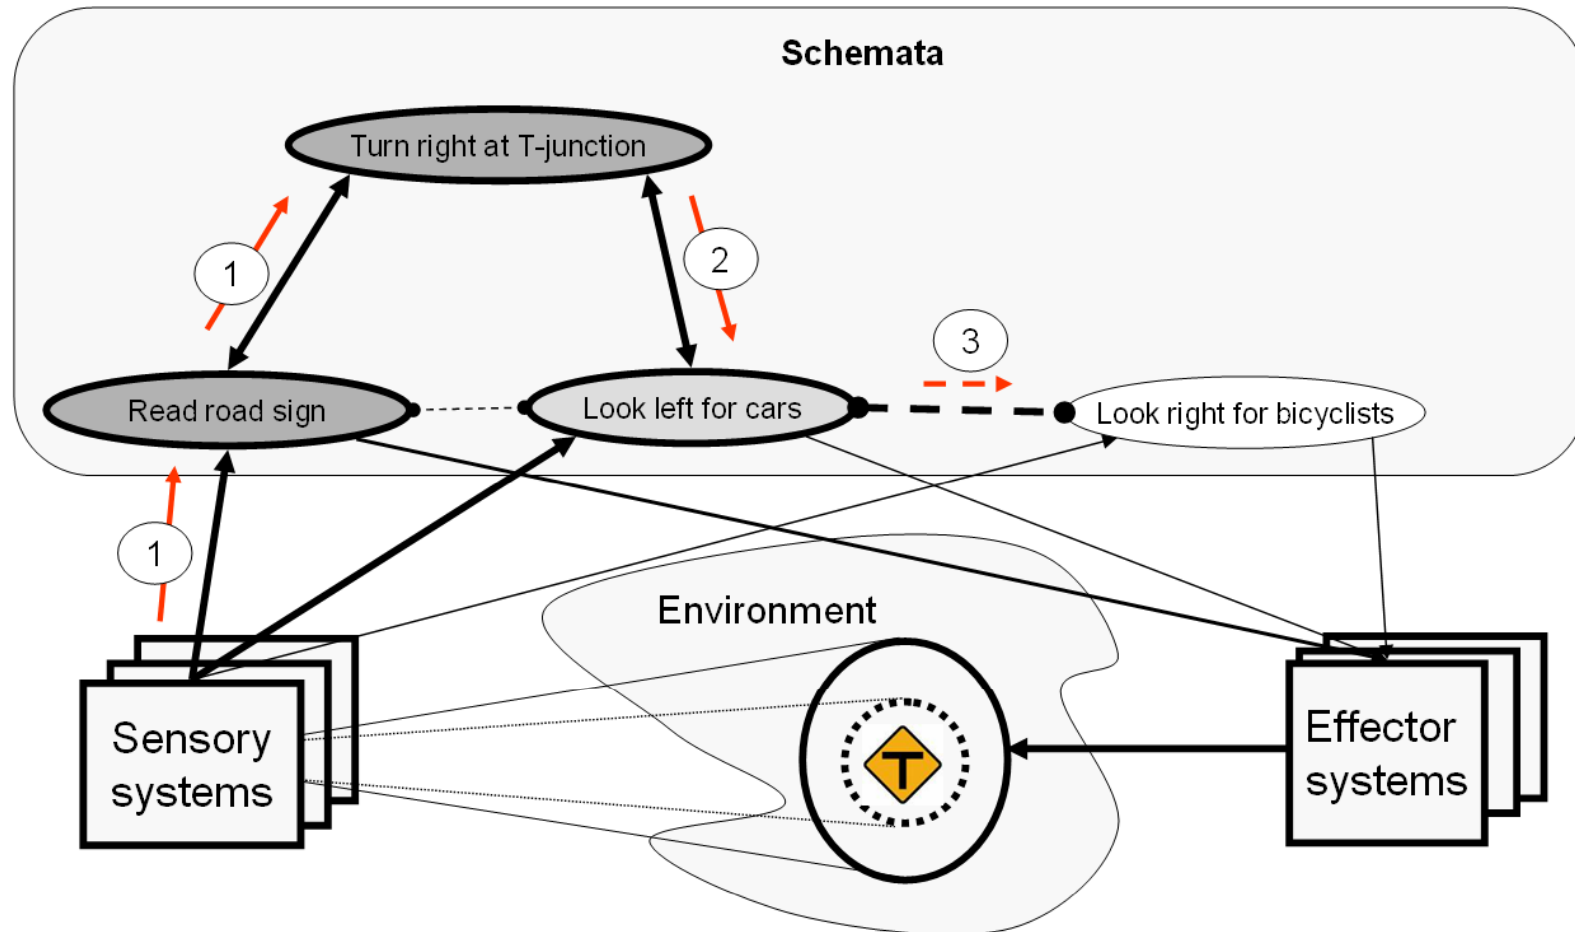 Schemata
Turn right at T-junction
1
2
3
Read road sign
Look left for cars
Look right for bicyclists
1
Environment
Sensory
systems
T
Effector
systems